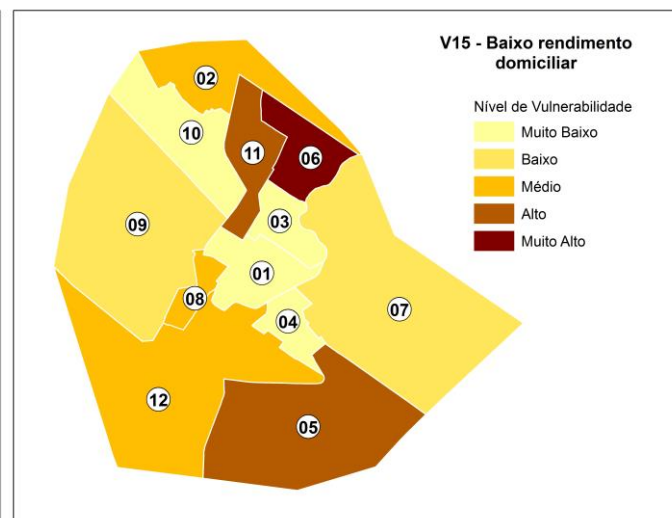 V15 - Baixo rendimento
domiciliar
Nível de Vulnerabilidade
Muito Baixo
Baixo
Médio
Alto
Muito Alto
02
10
11
06
09
03
01
08
04
07
12
05